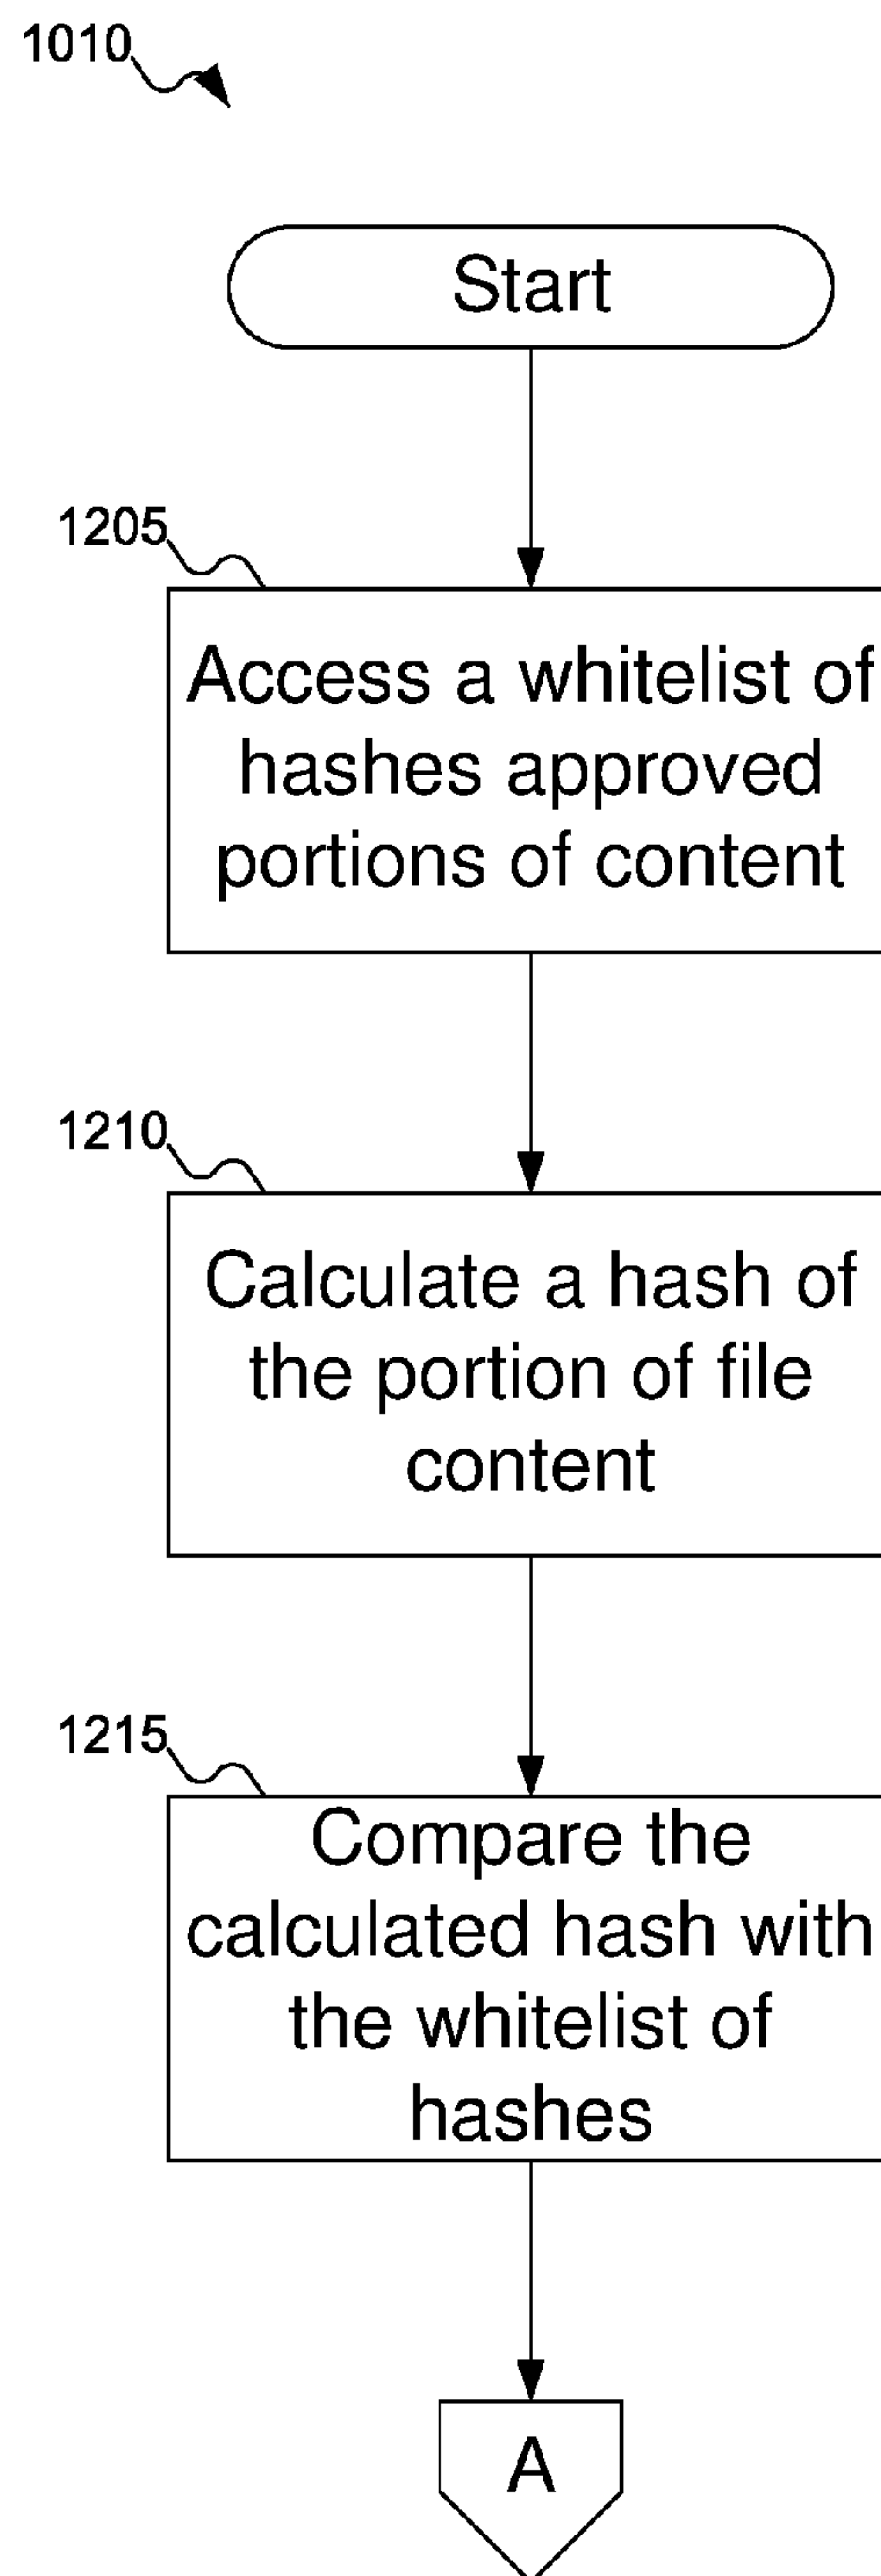 1010
Start
1205
Access a whitelist of
hashes approved
portions of content
1210
Calculate a hash of
the portion of file
content
1215
Compare the
calculated hash with
the whitelist of
hashes
A